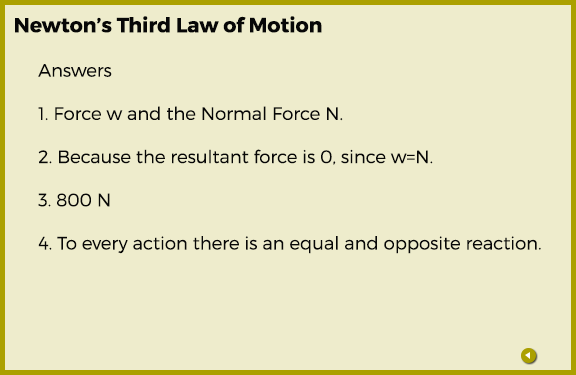 Newton’s Third Law of Motion
Answers
1. Force w and the Normal Force N.
2. Because the resultant force is 0, since w=N.
3. 800 N
4. To every action there is an equal and opposite reaction.